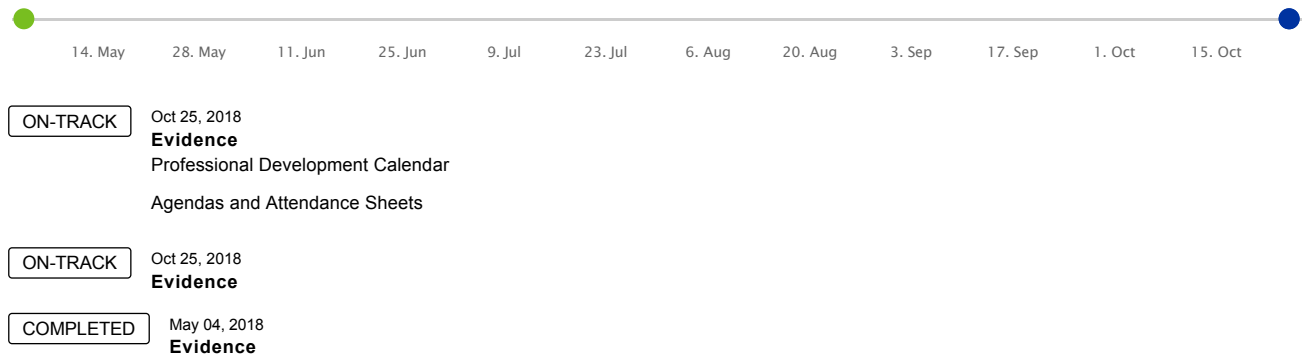 14. May 28. May 11. Jun 25. Jun 9. Jul 23. Jul 6. Aug 20. Aug 3. Sep 17. Sep 1. Oct 15. Oct
ON-TRACK Oct 25, 2018
Evidence
Professional Development Calendar
Agendas and Attendance Sheets
ON-TRACK Oct 25, 2018
Evidence
COMPLETED May 04, 2018
Evidence